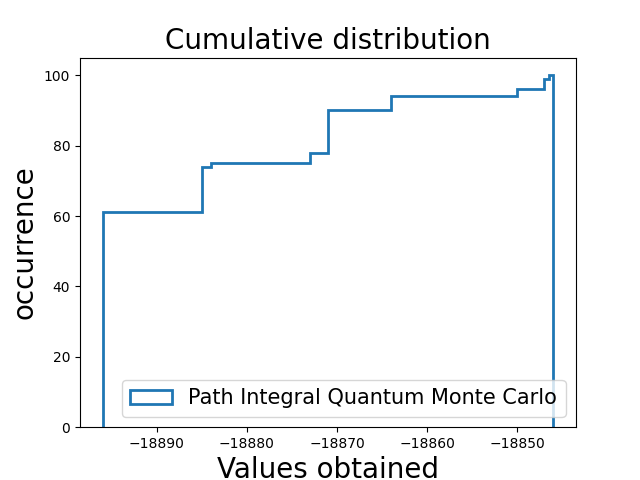 Cumulative distribution
100
80
60
40
20
0
occurrence
Path Integral Quantum Monte Carlo
−18890 −18880 −18870 −18860 −18850
Values obtained